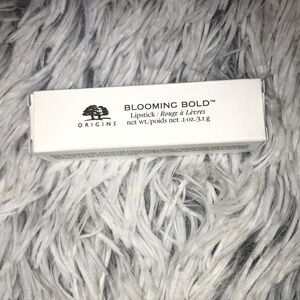 ORIGINS
BLOOMING BOLD™
Lipstick / Rouge à Lèvres
net wt./poids net .1 oz./3.1 g